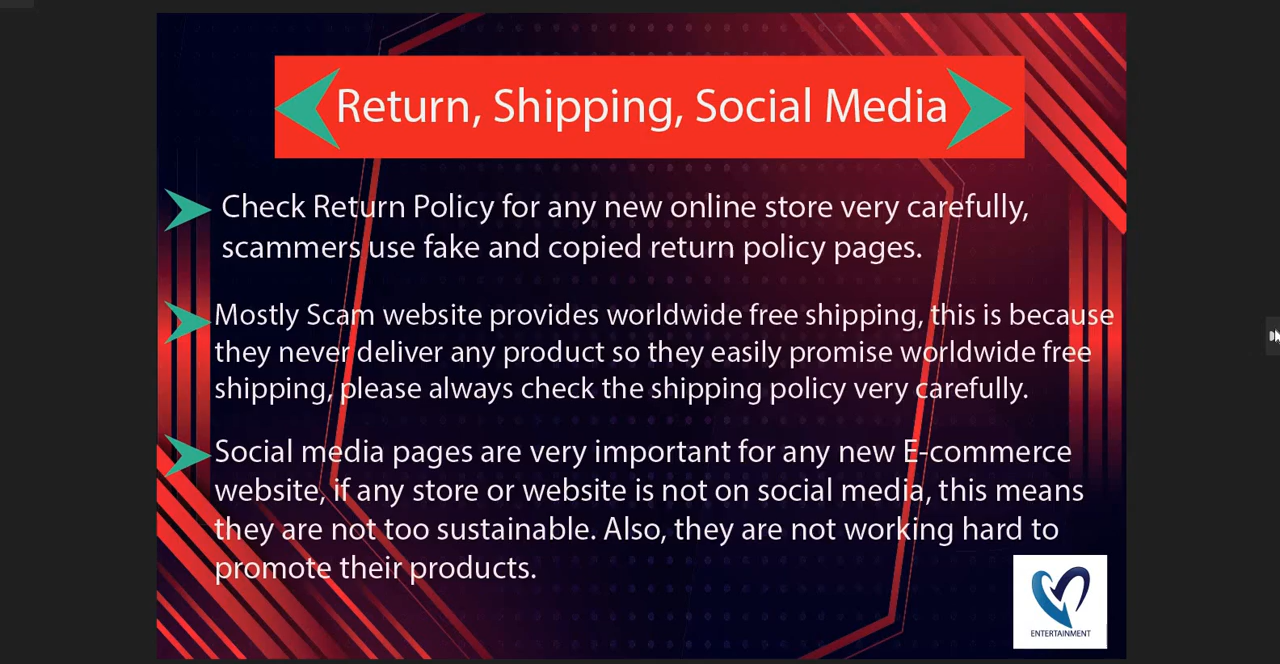 Return, Shipping, Social Media
Check Return Policy for any new online store very carefully,
scammers use fake and copied return policy pages.
Mostly Scam website provides worldwide free shipping, this is because
they never deliver any product so they easily promise worldwide free
shipping, please always check the shipping policy very carefully.
Social media pages are very important for any new E-commerce
website, if any store or website is not on social media, this means
they are not too sustainable. Also, they are not working hard to
promote their products.
ENTERTAINMENT